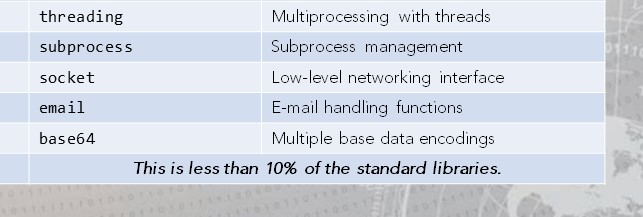 threading Multiprocessing with threads
subprocess Subprocess management
socket Low-level networking interface
email E-mail handling functions
base64 Multiple base data encodings
This is less than 10% of the standard libraries.